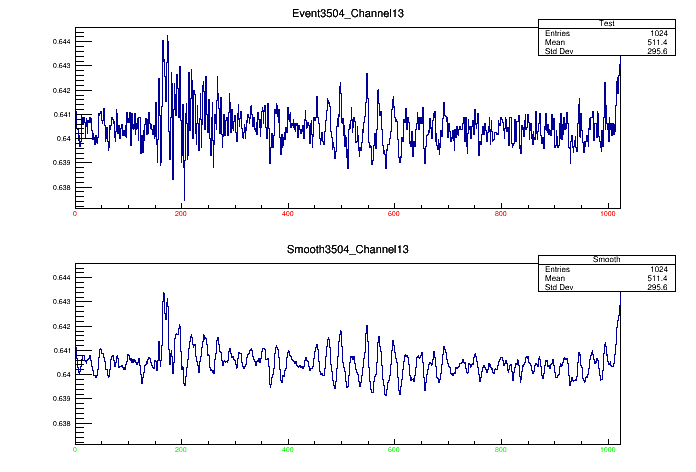 Event3504_Channel13
Test
Entries 1024
Mean 511.4
Std Dev 295.6
0.644
0.643
0.642
0.641
0.64
0.639
0.638
0 200 400 600 800 1000
Smooth3504_Channel13
Smooth
Entries 1024
Mean 511.4
Std Dev 295.6
0.644
0.643
0.642
0.641
0.64
0.639
0.638
0 200 400 600 800 1000